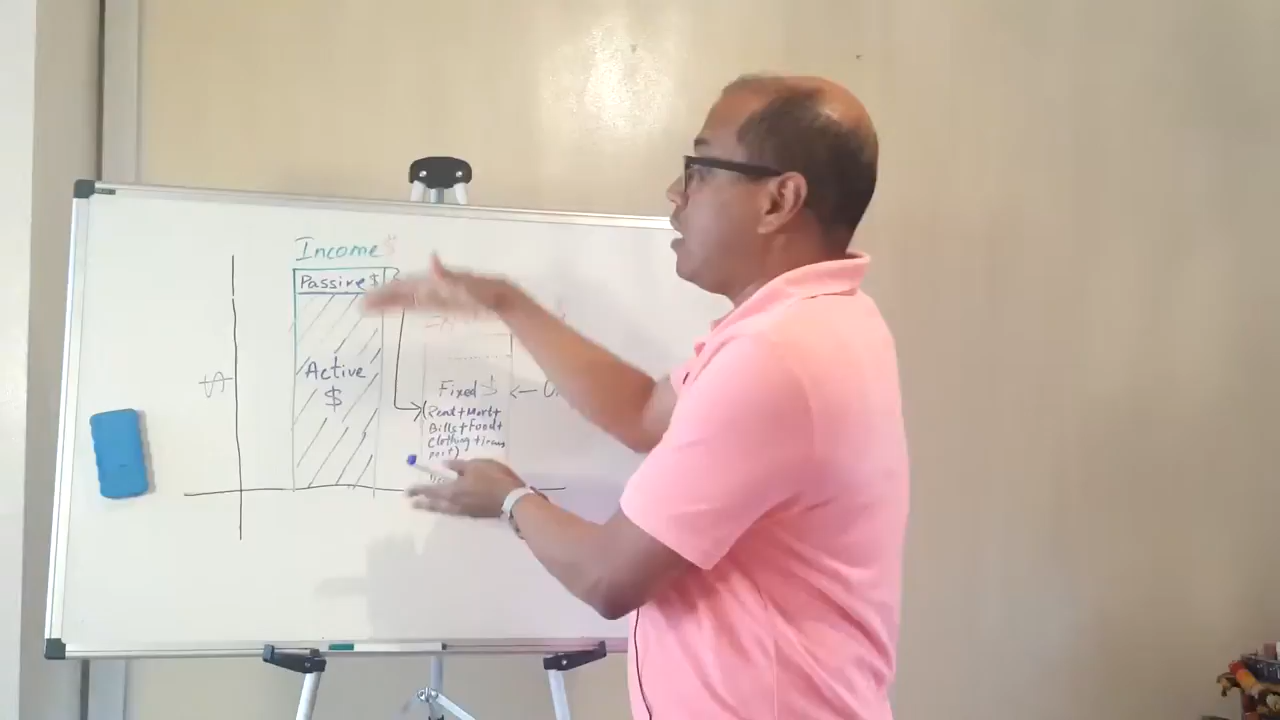 Income $
Passive $
Active
$
$
Fixed $ ←
(Rent+Mort+
Bills+Food+
Clothing+trans
port)